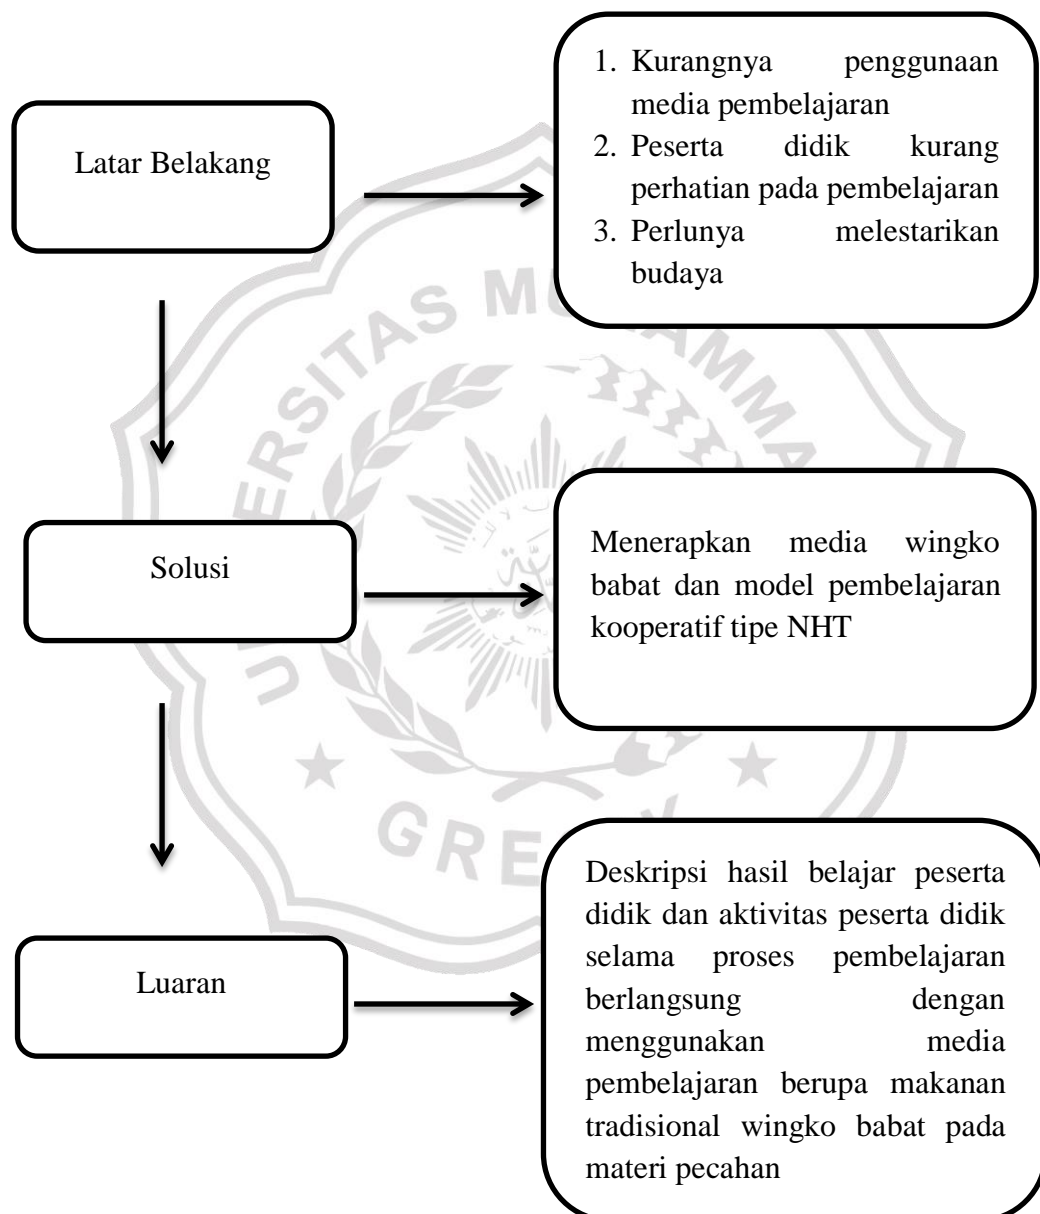 Latar Belakang
1. Kurangnya penggunaan
media pembelajaran
2. Peserta didik kurang
perhatian pada pembelajaran
3. Perlunya melestarikan
budaya
Solusi
Menerapkan media wingko
babat dan model pembelajaran
kooperatif tipe NHT
Luaran
Deskripsi hasil belajar peserta
didik dan aktivitas peserta didik
selama proses pembelajaran
berlangsung dengan
menggunakan media
pembelajaran berupa makanan
tradisional wingko babat pada
materi pecahan